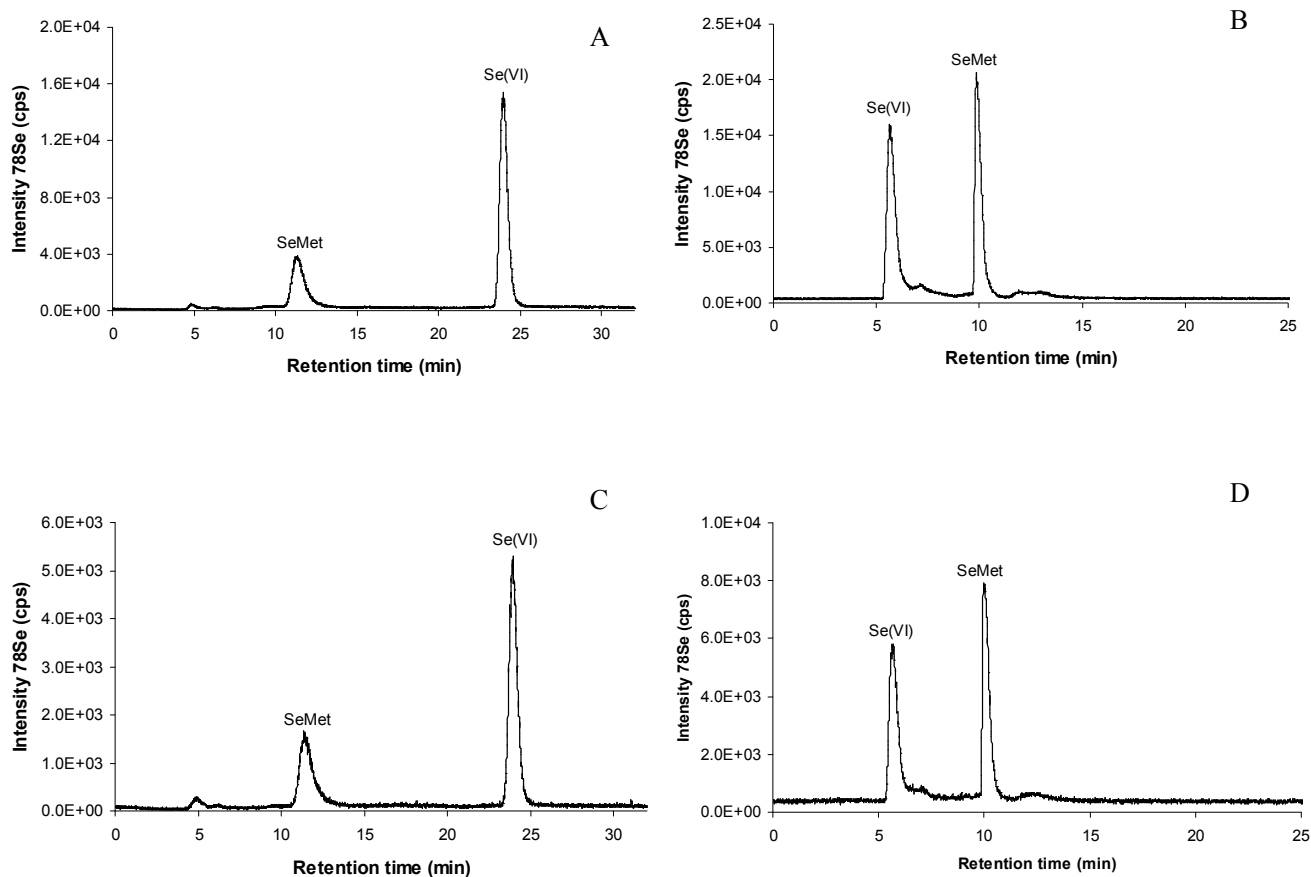 A
Intensity 78Se (cps)
2.0E+04
1.6E+04
1.2E+04
8.0E+03
4.0E+03
0.0E+00
SeMet
Se(VI)
0 5 10 15 20 25 30
Retention time (min)
B
Intensity 78Se (cps)
2.5E+04
2.0E+04
1.5E+04
1.0E+04
5.0E+03
0.0E+00
Se(VI)
SeMet
0 5 10 15 20 25
Retention time (min)
C
Intensity 78Se (cps)
6.0E+03
5.0E+03
4.0E+03
3.0E+03
2.0E+03
1.0E+03
0.0E+00
SeMet
Se(VI)
0 5 10 15 20 25 30
Retention time (min)
D
Intensity 78Se (cps)
1.0E+04
8.0E+03
6.0E+03
4.0E+03
2.0E+03
0.0E+00
Se(VI)
SeMet
0 5 10 15 20 25
Retention time (min)